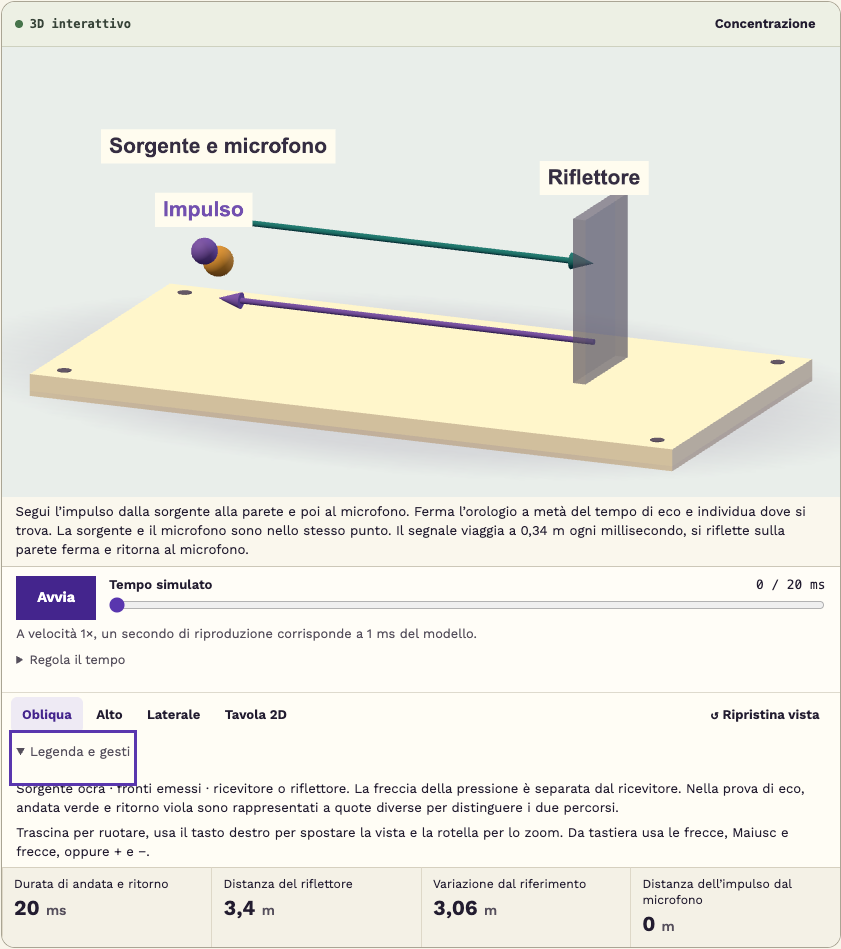 3D interattivo
Concentrazione
Sorgente e microfono
Riflettore
Impulso
Segui l’impulso dalla sorgente alla parete e poi al microfono. Ferma l’orologio a metà del tempo di eco e individua dove si
trova. La sorgente e il microfono sono nello stesso punto. Il segnale viaggia a 0,34 m ogni millisecondo, si riflette sulla
parete ferma e ritorna al microfono.
Avvia
Tempo simulato
0 / 20 ms
A velocità 1×, un secondo di riproduzione corrisponde a 1 ms del modello.
▶ Regola il tempo
Obliqua
Alto
Laterale
Tavola 2D
↺ Ripristina vista
▼ Legenda e gesti
Sorgente ocra · fronti emessi · ricevitore o riflettore. La freccia della pressione è separata dal ricevitore. Nella prova di eco,
andata verde e ritorno viola sono rappresentati a quote diverse per distinguere i due percorsi.
Trascina per ruotare, usa il tasto destro per spostare la vista e la rotella per lo zoom. Da tastiera usa le frecce, Maiusc e
frecce, oppure + e −.
Durata di andata e ritorno
20 ms
Distanza del riflettore
3,4 m
Variazione dal riferimento
3,06 m
Distanza dell’impulso dal
microfono
0 m